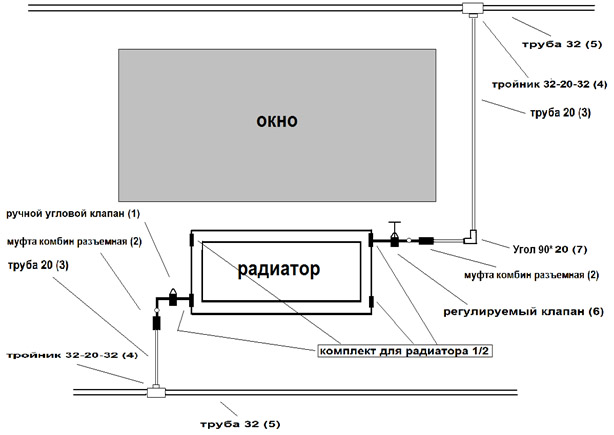 труба 32 (5)
тройник 32-20-32 (4)
труба 20 (3)
окно
ручной угловой клапан (1)
муфта комбин разъемная (2)
труба 20 (3)
радиатор
Угол 90° 20 (7)
муфта комбин разъемная (2)
регулируемый клапан (6)
комплект для радиатора 1/2
тройник 32-20-32 (4)
труба 32 (5)